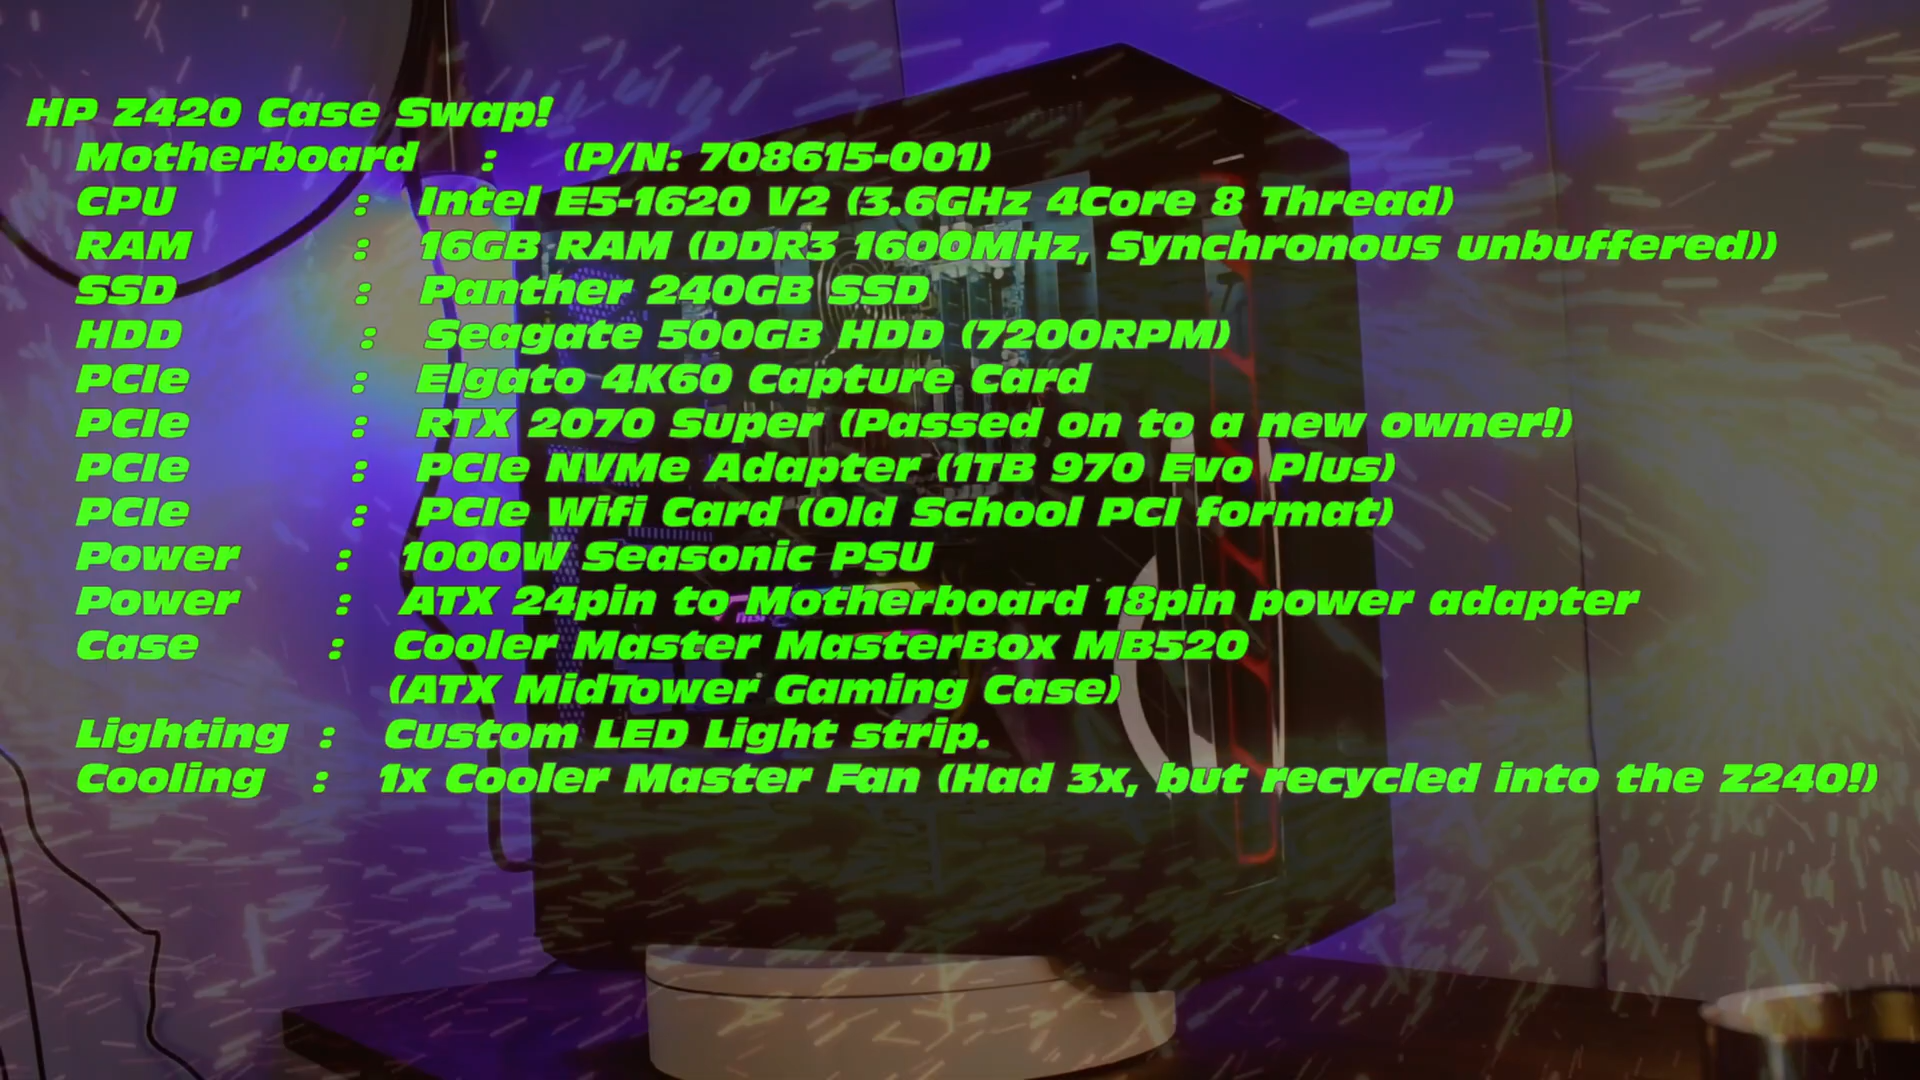 HP Z420 Case Swap!
Motherboard : (P/N: 708615-001)
CPU : Intel E5-1620 V2 (3.6GHz 4Core 8 Thread)
RAM : 16GB RAM (DDR3 1600MHz, Synchronous unbuffered))
SSD : Panther 240GB SSD
HDD : Seagate 500GB HDD (7200RPM)
PCIe : Elgato 4K60 Capture Card
PCIe : RTX 2070 Super (Passed on to a new owner!)
PCIe : PCIe NVMe Adapter (1TB 970 Evo Plus)
PCIe : PCIe Wifi Card (Old School PCI format)
Power : 1000W Seasonic PSU
Power : ATX 24pin to Motherboard 18pin power adapter
Case : Cooler Master MasterBox MB520
(ATX MidTower Gaming Case)
Lighting : Custom LED Light strip.
Cooling : 1x Cooler Master Fan (Had 3x, but recycled into the Z240!)